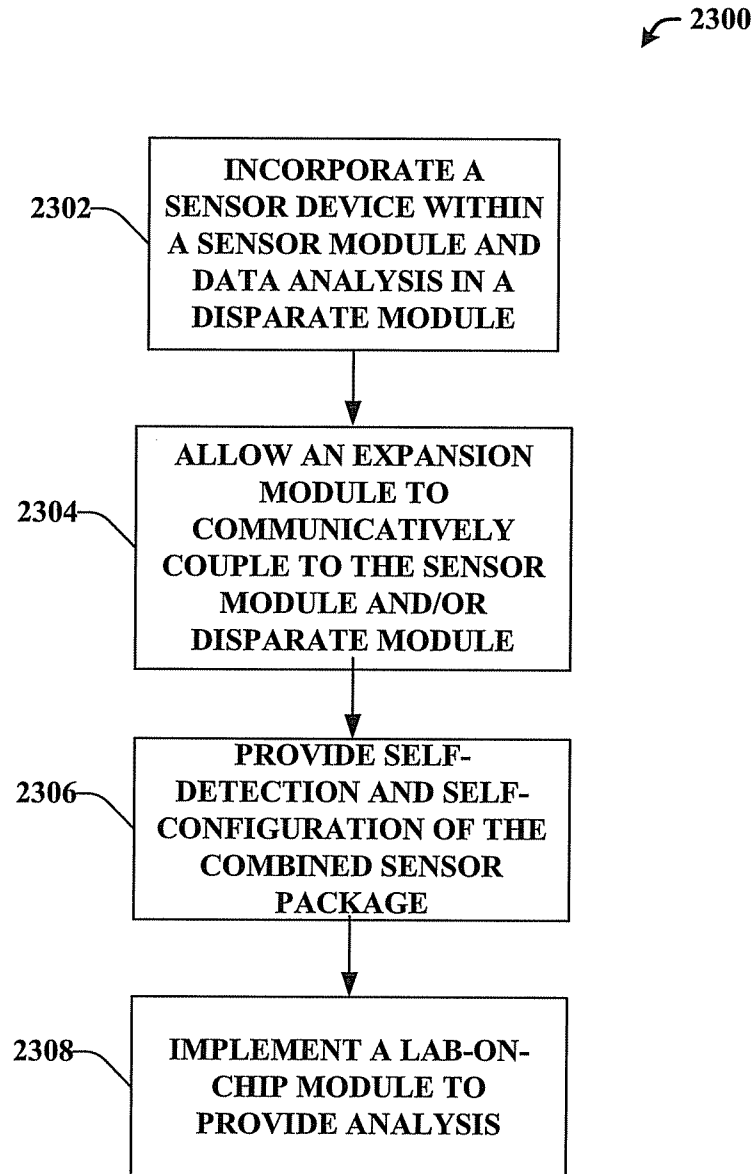 2300
INCORPORATE A
SENSOR DEVICE WITHIN
A SENSOR MODULE AND
DATA ANALYSIS IN A
DISPARATE MODULE
2302
ALLOW AN EXPANSION
MODULE TO
COMMUNICATIVELY
COUPLE TO THE SENSOR
MODULE AND/OR
DISPARATE MODULE
2304
PROVIDE SELF-
DETECTION AND SELF-
CONFIGURATION OF THE
COMBINED SENSOR
PACKAGE
2306
IMPLEMENT A LAB-ON-
CHIP MODULE TO
PROVIDE ANALYSIS
2308